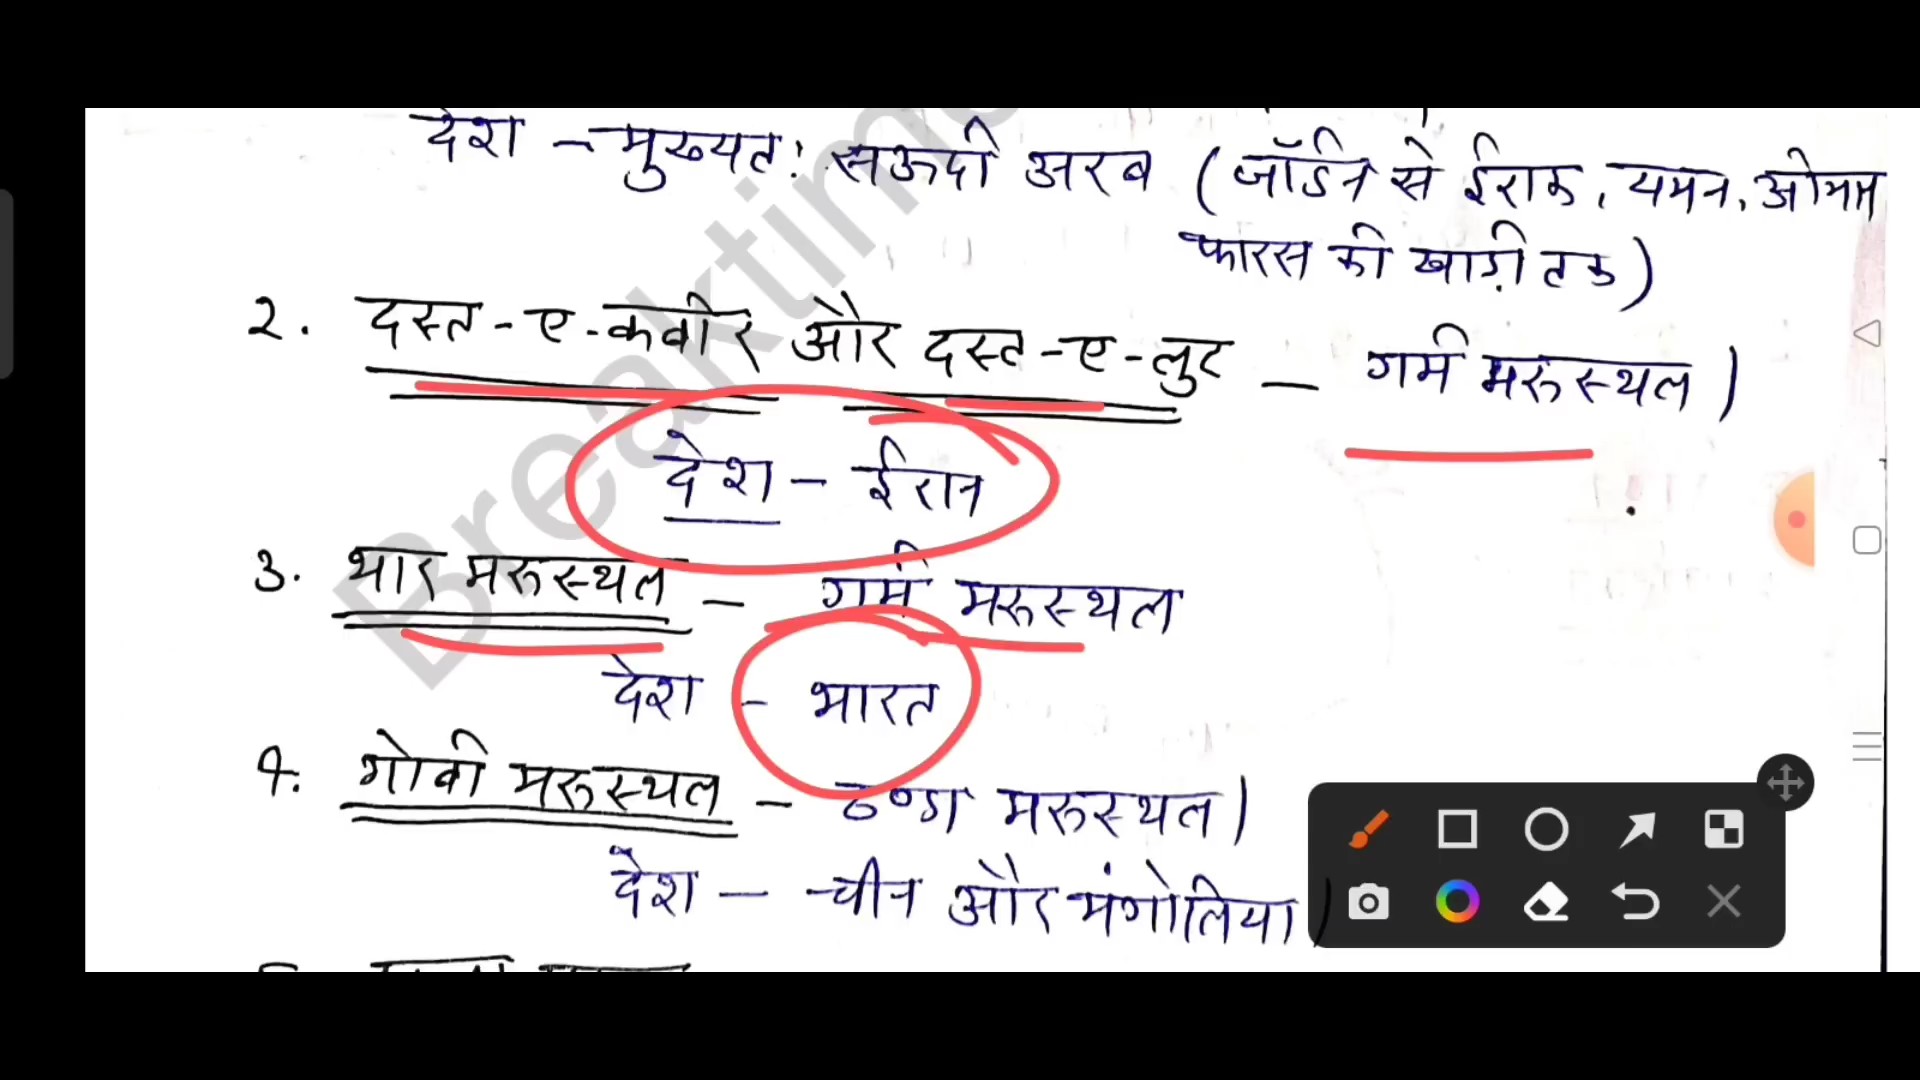 देश - मुख्यतः सऊदी अरब (जॉर्डन से ईराक, यमन, ओमान
फारस की खाड़ी तक)
2. दस्त-ए-कवीर और दस्त-ए-लुट - गर्म मरुस्थल।
देश - ईरान
3. थार मरुस्थल - गर्म मरुस्थल
देश - भारत
4. गोबी मरुस्थल - ठण्डा मरुस्थल।
देश - चीन और मंगोलिया)
Breaktim